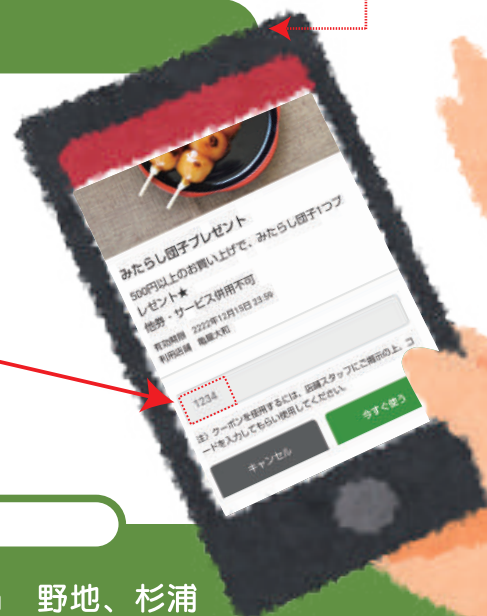 みたらし団子プレゼント
500円以上のお買い上げで、みたらし団子1つプ
レゼント★
他券・サービス併用不可
有効期限 2222年12月15日 23:59
利用店舗 亀屋大和
1234
注）クーポンを使用するには、店舗スタッフにご掲示の上、コ
ードを入力してもらい使用してください。
キャンセル
今すぐ使う
野地、杉浦